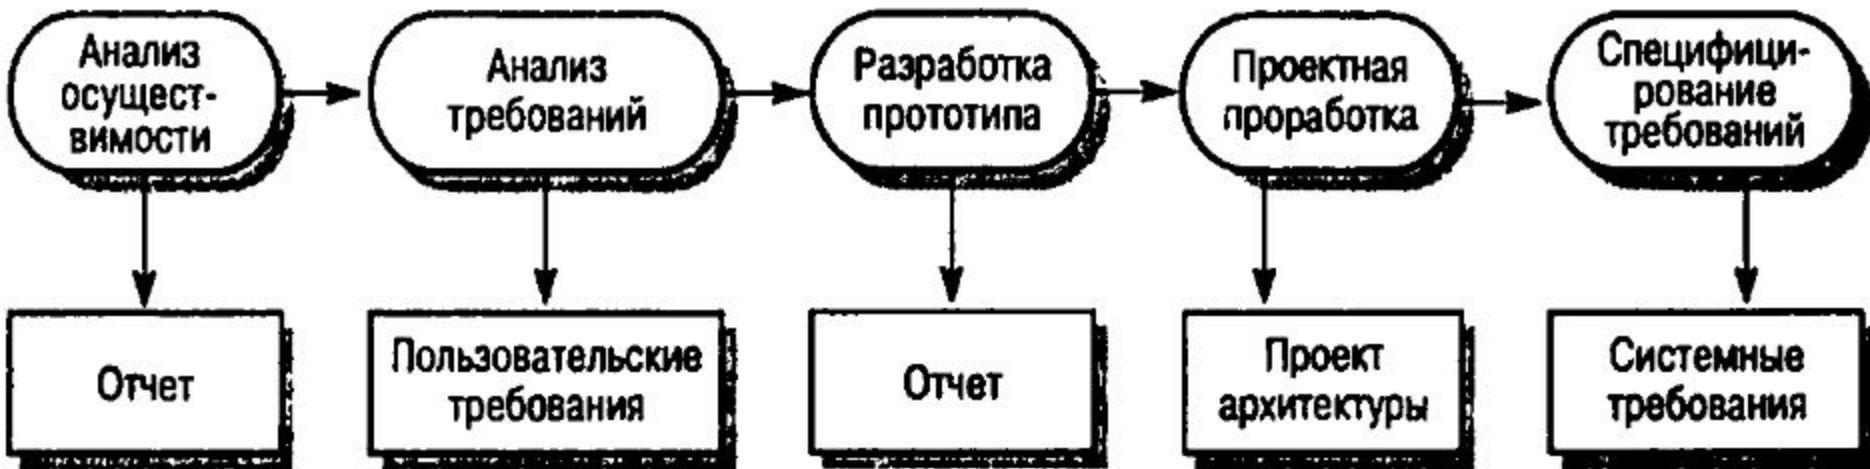 Анализ
осущест-
вимости
Анализ
требований
Разработка
прототипа
Проектная
проработка
Специфици-
рование
требований
Отчет
Пользовательские
требования
Отчет
Проект
архитектуры
Системные
требования